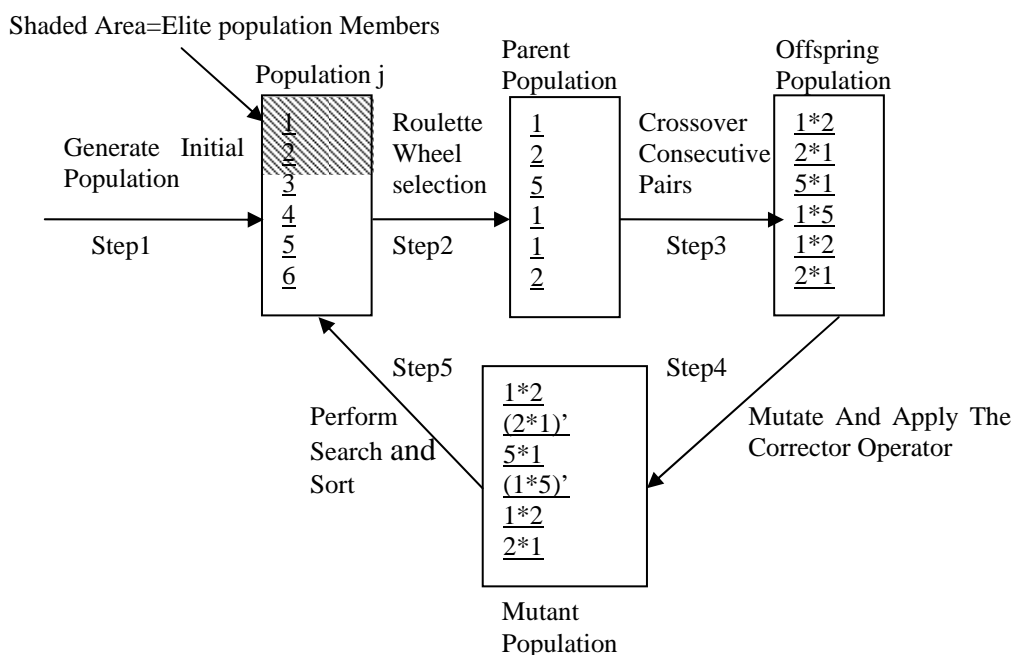 Shaded Area=Elite population Members
Population j
1
2
3
4
5
6
Generate Initial
Population
Step1
Roulette
Wheel
selection
Step2
Parent
Population
1
2
5
1
1
2
Crossover
Consecutive
Pairs
Step3
Offspring
Population
1*2
2*1
5*1
1*5
1*2
2*1
Step4
Mutate And Apply The
Corrector Operator
1*2
(2*1)’
5*1
(1*5)’
1*2
2*1
Mutant
Population
Step5
Perform
Search and
Sort